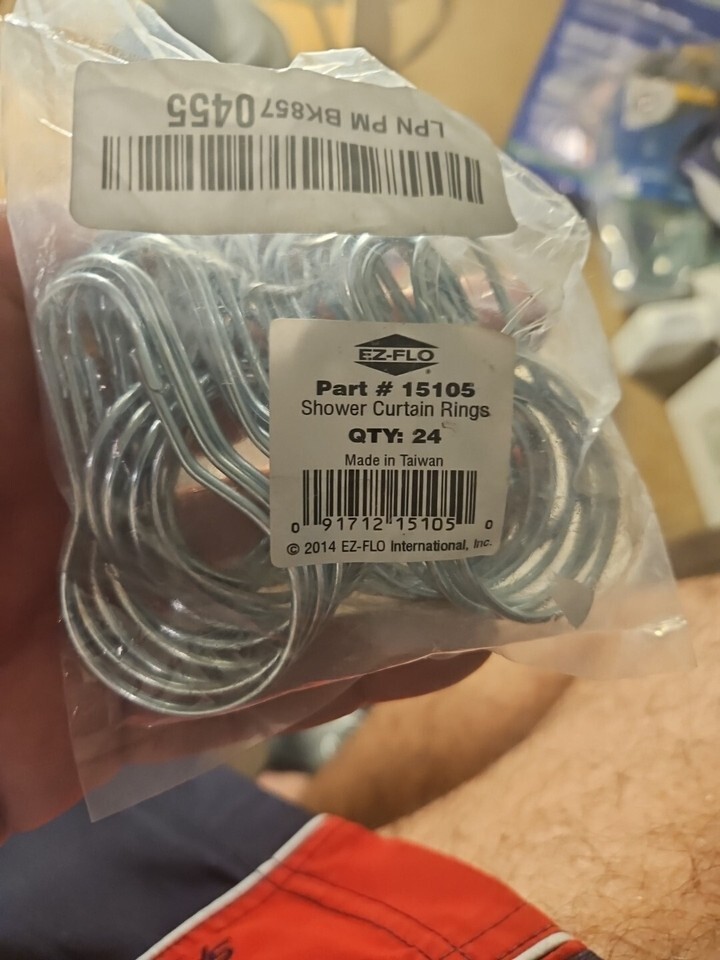 LPN PM BK857 0455
EZ-FLO
Part # 15105
Shower Curtain Rings
QTY: 24
Made in Taiwan
0 91712 15105 0
© 2014 EZ-FLO International, Inc.